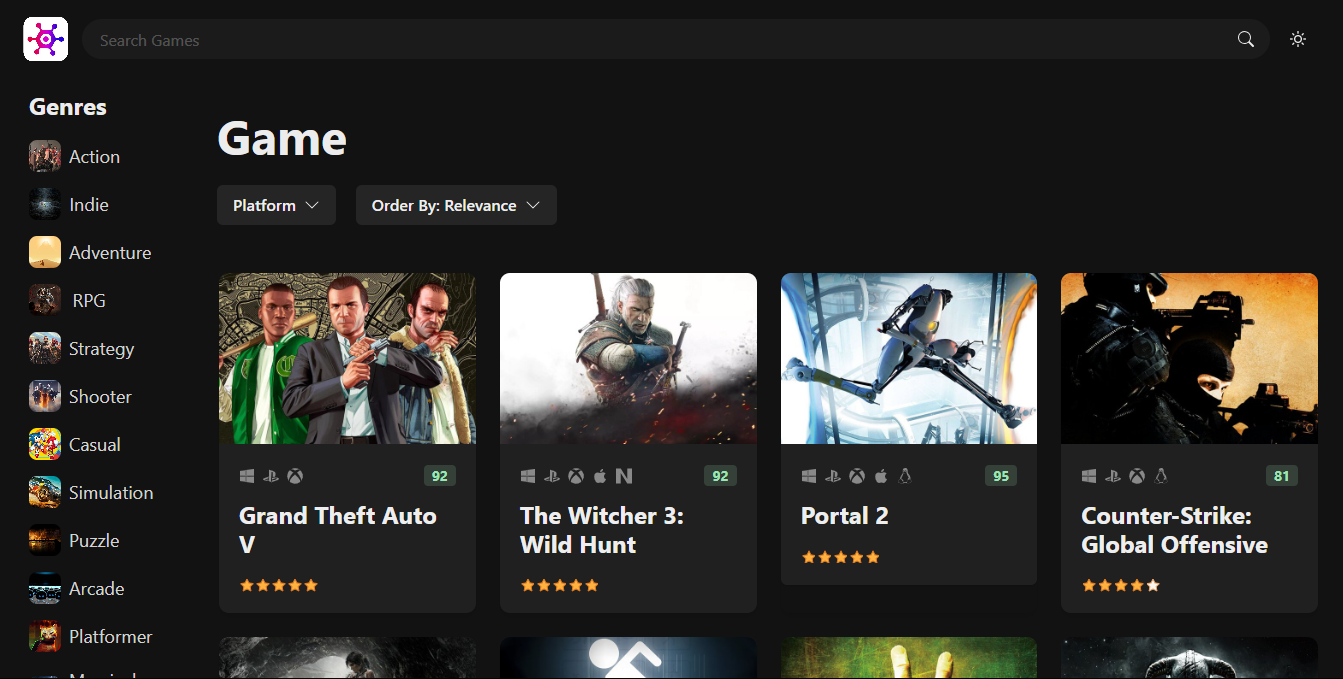 Search Games
Genres
Action
Indie
Adventure
RPG
Strategy
Shooter
Casual
Simulation
Puzzle
Arcade
Platformer
Game
Platform
Order By: Relevance
92
Grand Theft Auto
V
92
The Witcher 3:
Wild Hunt
95
Portal 2
81
Counter-Strike:
Global Offensive